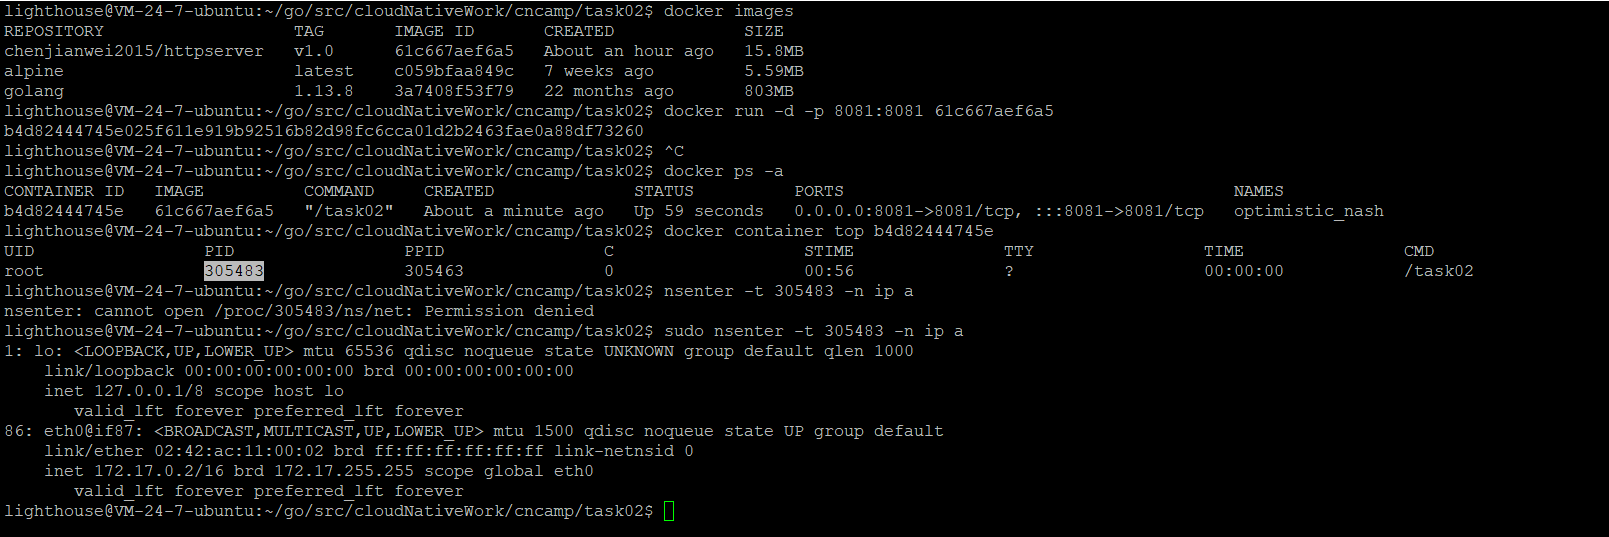 lighthouse@VM-24-7-ubuntu:~/go/src/cloudNativeWork/cncamp/task02$ docker images
REPOSITORY                   TAG       IMAGE ID       CREATED             SIZE
chenjianwei2015/httpserver   v1.0      61c667aef6a5   About an hour ago   15.8MB
alpine                       latest    c059bfaa849c   7 weeks ago         5.59MB
golang                       1.13.8    3a7408f53f79   22 months ago       803MB
lighthouse@VM-24-7-ubuntu:~/go/src/cloudNativeWork/cncamp/task02$ docker run -d -p 8081:8081 61c667aef6a5
b4d82444745e025f611e919b92516b82d98fc6cca01d2b2463fae0a88df73260
lighthouse@VM-24-7-ubuntu:~/go/src/cloudNativeWork/cncamp/task02$ ^C
lighthouse@VM-24-7-ubuntu:~/go/src/cloudNativeWork/cncamp/task02$ docker ps -a
CONTAINER ID   IMAGE          COMMAND     CREATED              STATUS          PORTS                                       NAMES
b4d82444745e   61c667aef6a5   "/task02"   About a minute ago   Up 59 seconds   0.0.0.0:8081->8081/tcp, :::8081->8081/tcp   optimistic_nash
lighthouse@VM-24-7-ubuntu:~/go/src/cloudNativeWork/cncamp/task02$ docker container top b4d82444745e
UID                 PID                 PPID                C                   STIME               TTY                 TIME                CMD
root                305483              305463              0                   00:56               ?                   00:00:00            /task02
lighthouse@VM-24-7-ubuntu:~/go/src/cloudNativeWork/cncamp/task02$ nsenter -t 305483 -n ip a
nsenter: cannot open /proc/305483/ns/net: Permission denied
lighthouse@VM-24-7-ubuntu:~/go/src/cloudNativeWork/cncamp/task02$ sudo nsenter -t 305483 -n ip a
1: lo: <LOOPBACK,UP,LOWER_UP> mtu 65536 qdisc noqueue state UNKNOWN group default qlen 1000
    link/loopback 00:00:00:00:00:00 brd 00:00:00:00:00:00
    inet 127.0.0.1/8 scope host lo
       valid_lft forever preferred_lft forever
86: eth0@if87: <BROADCAST,MULTICAST,UP,LOWER_UP> mtu 1500 qdisc noqueue state UP group default
    link/ether 02:42:ac:11:00:02 brd ff:ff:ff:ff:ff:ff link-netnsid 0
    inet 172.17.0.2/16 brd 172.17.255.255 scope global eth0
       valid_lft forever preferred_lft forever
lighthouse@VM-24-7-ubuntu:~/go/src/cloudNativeWork/cncamp/task02$